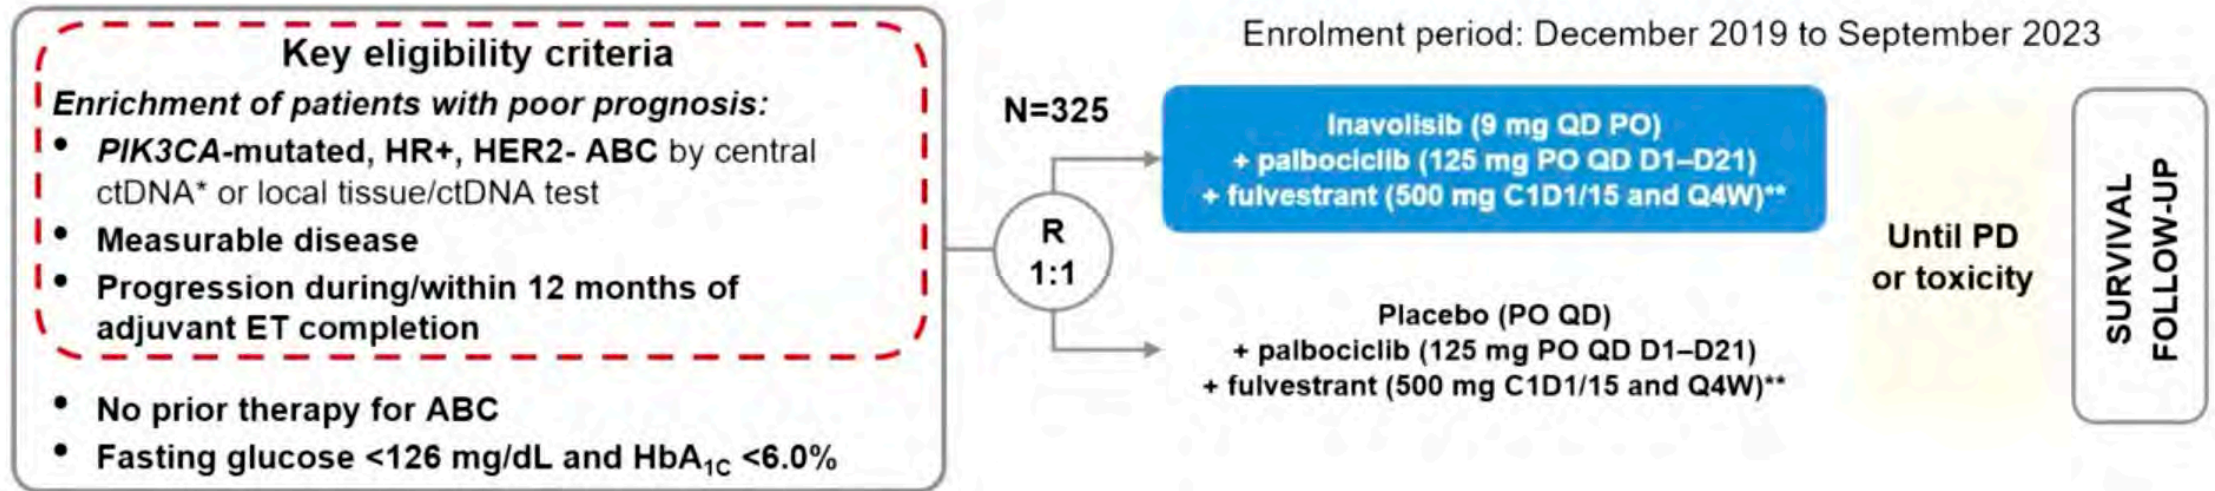 Key eligibility criteria
Enrichment of patients with poor prognosis:
• PIK3CA-mutated, HR+, HER2- ABC by central
ctDNA* or local tissue/ctDNA test
• Measurable disease
• Progression during/within 12 months of
adjuvant ET completion
• No prior therapy for ABC
• Fasting glucose <126 mg/dL and HbA1C <6.0%
N=325
R
1:1
Enrolment period: December 2019 to September 2023
Inavolisib (9 mg QD PO)
+ palbociclib (125 mg PO QD D1–D21)
+ fulvestrant (500 mg C1D1/15 and Q4W)**
Placebo (PO QD)
+ palbociclib (125 mg PO QD D1–D21)
+ fulvestrant (500 mg C1D1/15 and Q4W)**
Until PD
or toxicity
SURVIVAL
FOLLOW-UP